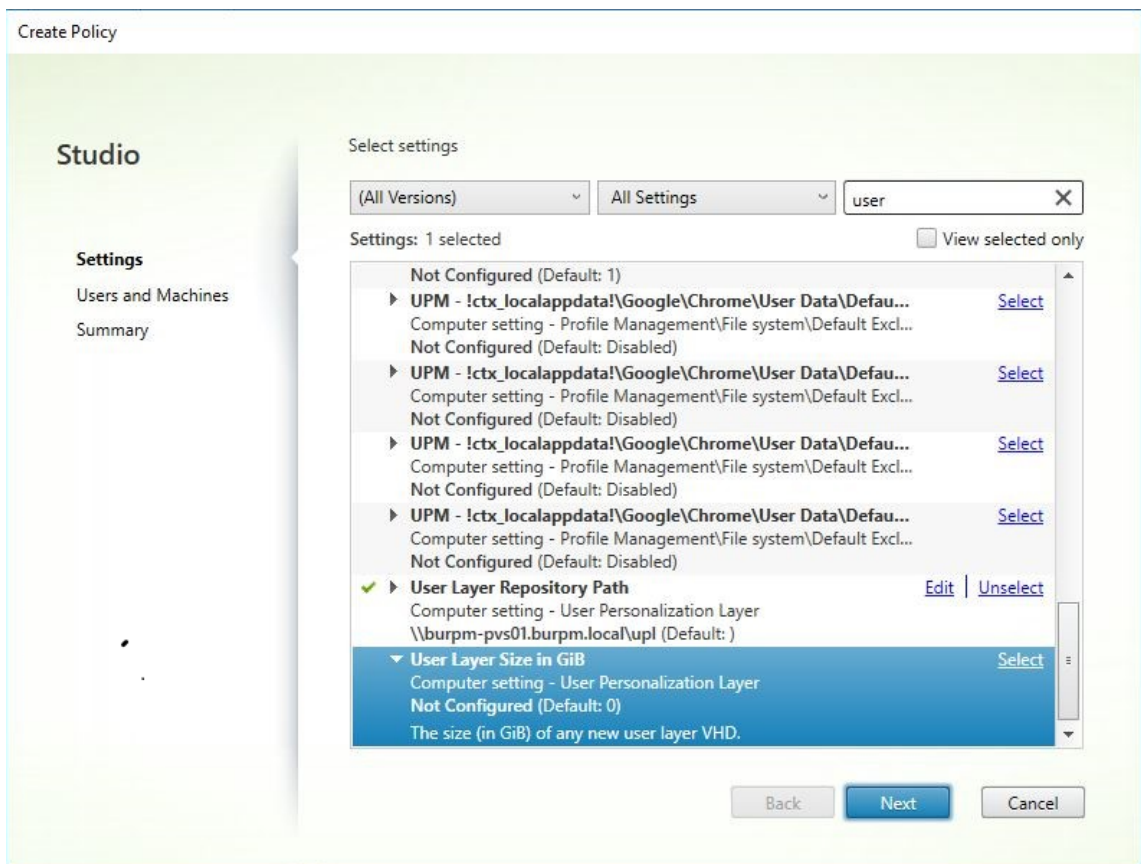 Create Policy
Studio
Settings
Users and Machines
Summary
Select settings
(All Versions)
All Settings
user
Settings: 1 selected
View selected only
Not Configured (Default: 1)
UPM - !ctx_localappdata!\Google\Chrome\User Data\Defau... Select
Computer setting - Profile Management\File system\Default Excl...
Not Configured (Default: Disabled)
UPM - !ctx_localappdata!\Google\Chrome\User Data\Defau... Select
Computer setting - Profile Management\File system\Default Excl...
Not Configured (Default: Disabled)
UPM - !ctx_localappdata!\Google\Chrome\User Data\Defau... Select
Computer setting - Profile Management\File system\Default Excl...
Not Configured (Default: Disabled)
UPM - !ctx_localappdata!\Google\Chrome\User Data\Defau... Select
Computer setting - Profile Management\File system\Default Excl...
Not Configured (Default: Disabled)
User Layer Repository Path Edit | Unselect
Computer setting - User Personalization Layer
\\burpm-pvs01.burpm.local\upl (Default: )
User Layer Size in GiB Select
Computer setting - User Personalization Layer
Not Configured (Default: 0)
The size (in GiB) of any new user layer VHD.
Back Next Cancel